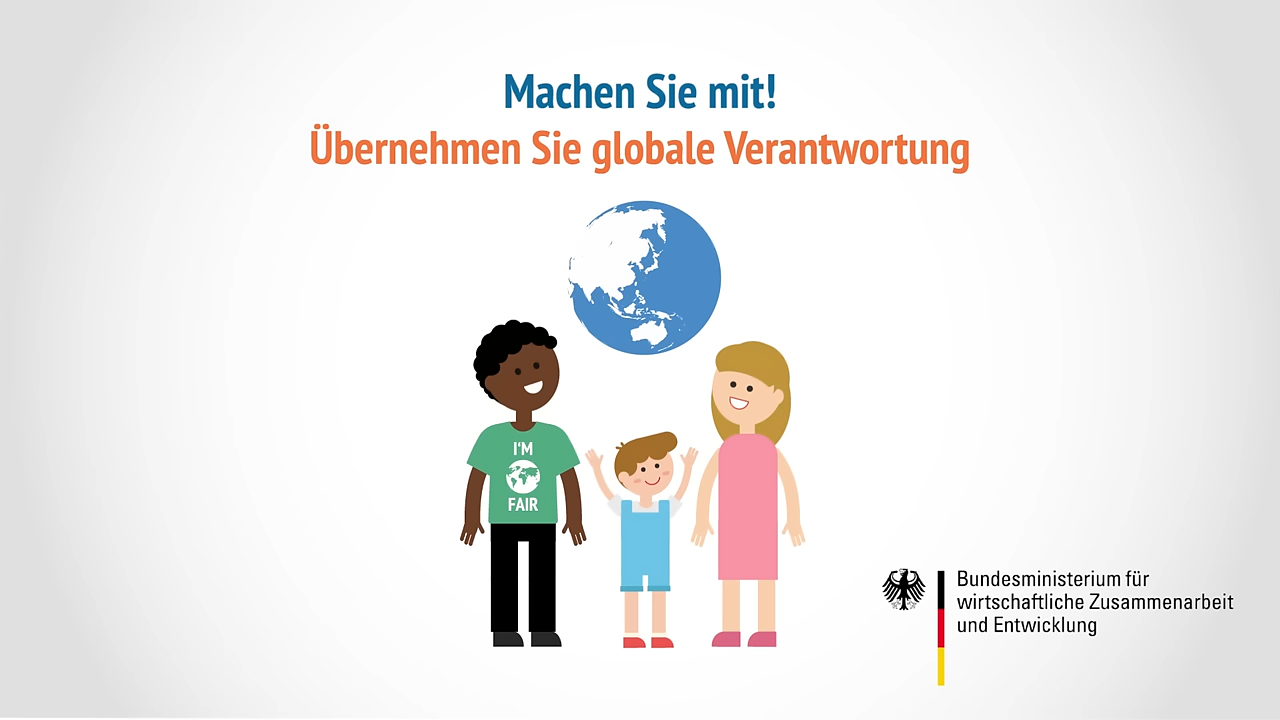 Machen Sie mit!
Übernehmen Sie globale Verantwortung
I'M
FAIR
Bundesministerium für
wirtschaftliche Zusammenarbeit
und Entwicklung